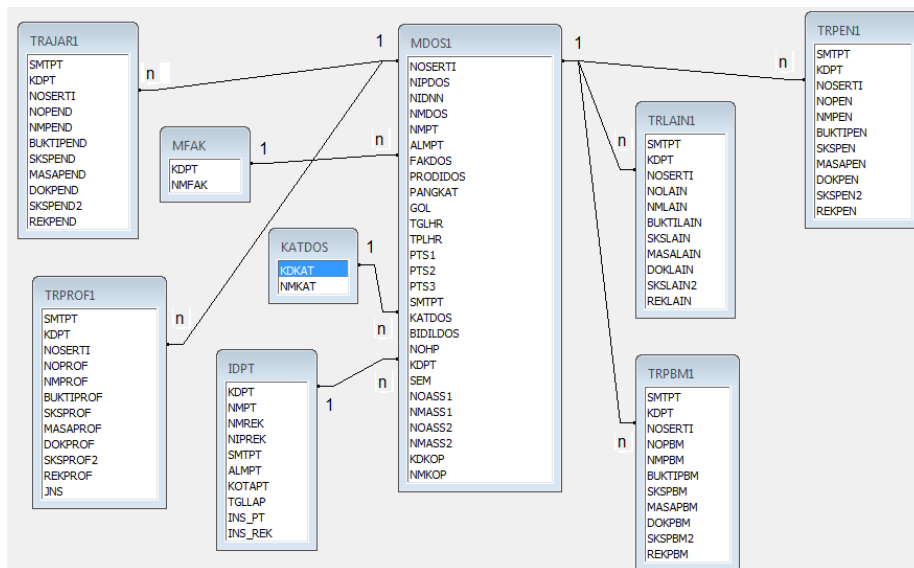 TRAJAR1
SMTPT
KDPT
NOSERTI
NOPEND
NMPEND
BUKTIPEND
SKSPEND
MASAPEND
DOKPEND
SKSPEND2
REKPEND
n
1
MFAK
KDPT
NMFAK
1
n
KATDOS
KDKAT
NMKAT
1
n
TRPROF1
SMTPT
KDPT
NOSERTI
NOPROF
NMPROF
BUKTIPROF
SKSPROF
MASAPROF
DOKPROF
SKSPROF2
REKPROF
JNS
n
IDPT
KDPT
NMPT
NMREK
NIPREK
SMTPT
ALMPT
KOTAPT
TGLLAP
INS_PT
INS_REK
1
n
MDOS1
NOSERTI
NIPDOS
NIDNN
NMDOS
NMPT
ALMPT
FAKDOS
PRODIDOS
PANGKAT
GOL
TGLHR
TPLHR
PTS1
PTS2
PTS3
SMTPT
KATDOS
BIDILDOS
NOHP
KDPT
SEM
NOASS1
NMASS1
NOASS2
NMASS2
KDKOP
NMKOP
1
n
TRLAIN1
SMTPT
KDPT
NOSERTI
NOLAIN
NMLAIN
BUKTILAIN
SKSLAIN
MASALAIN
DOKLAIN
SKSLAIN2
REKLAIN
n
TRPEN1
SMTPT
KDPT
NOSERTI
NOPEN
NMPEN
BUKTIPEN
SKSPEN
MASAPEN
DOKPEN
SKSPEN2
REKPEN
n
TRPBM1
SMTPT
KDPT
NOSERTI
NOPBM
NMPBM
BUKTIPBM
SKSPBM
MASAPBM
DOKPBM
SKSPBM2
REKPBM